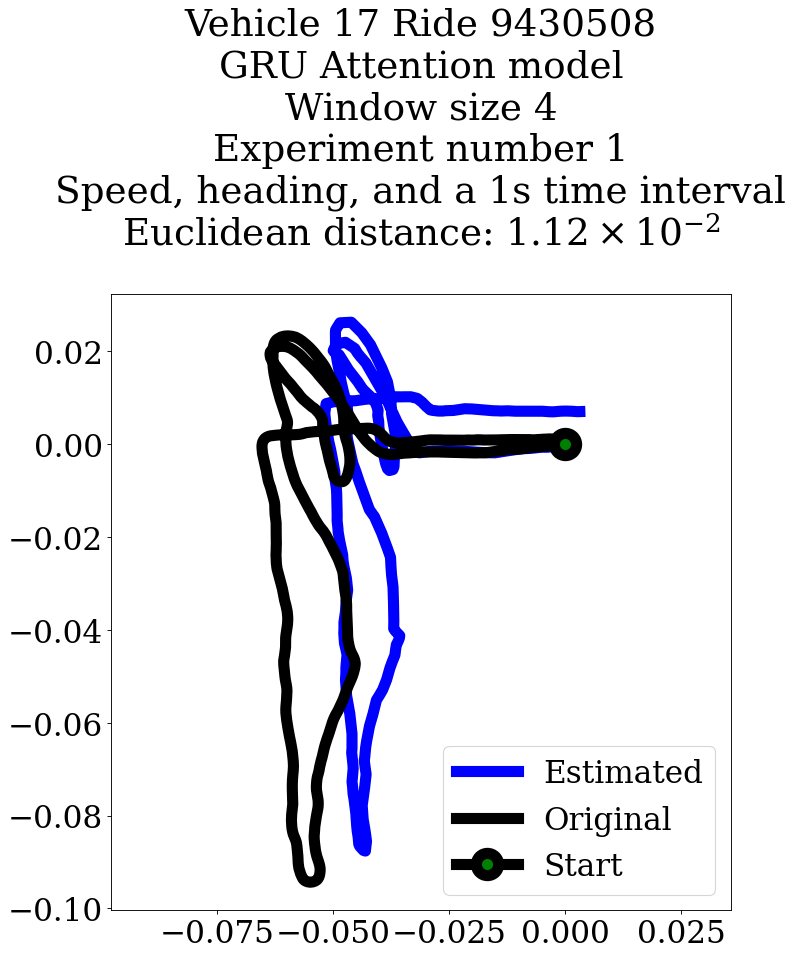 Vehicle 17 Ride 9430508
GRU Attention model
Window size 4
Experiment number 1
Speed, heading, and a 1s time interval
Euclidean distance: 1.12 × 10⁻²
0.02
0.00
−0.02
−0.04
−0.06
−0.08
−0.10
Estimated
Original
Start
−0.075 −0.050 −0.025 0.000 0.025